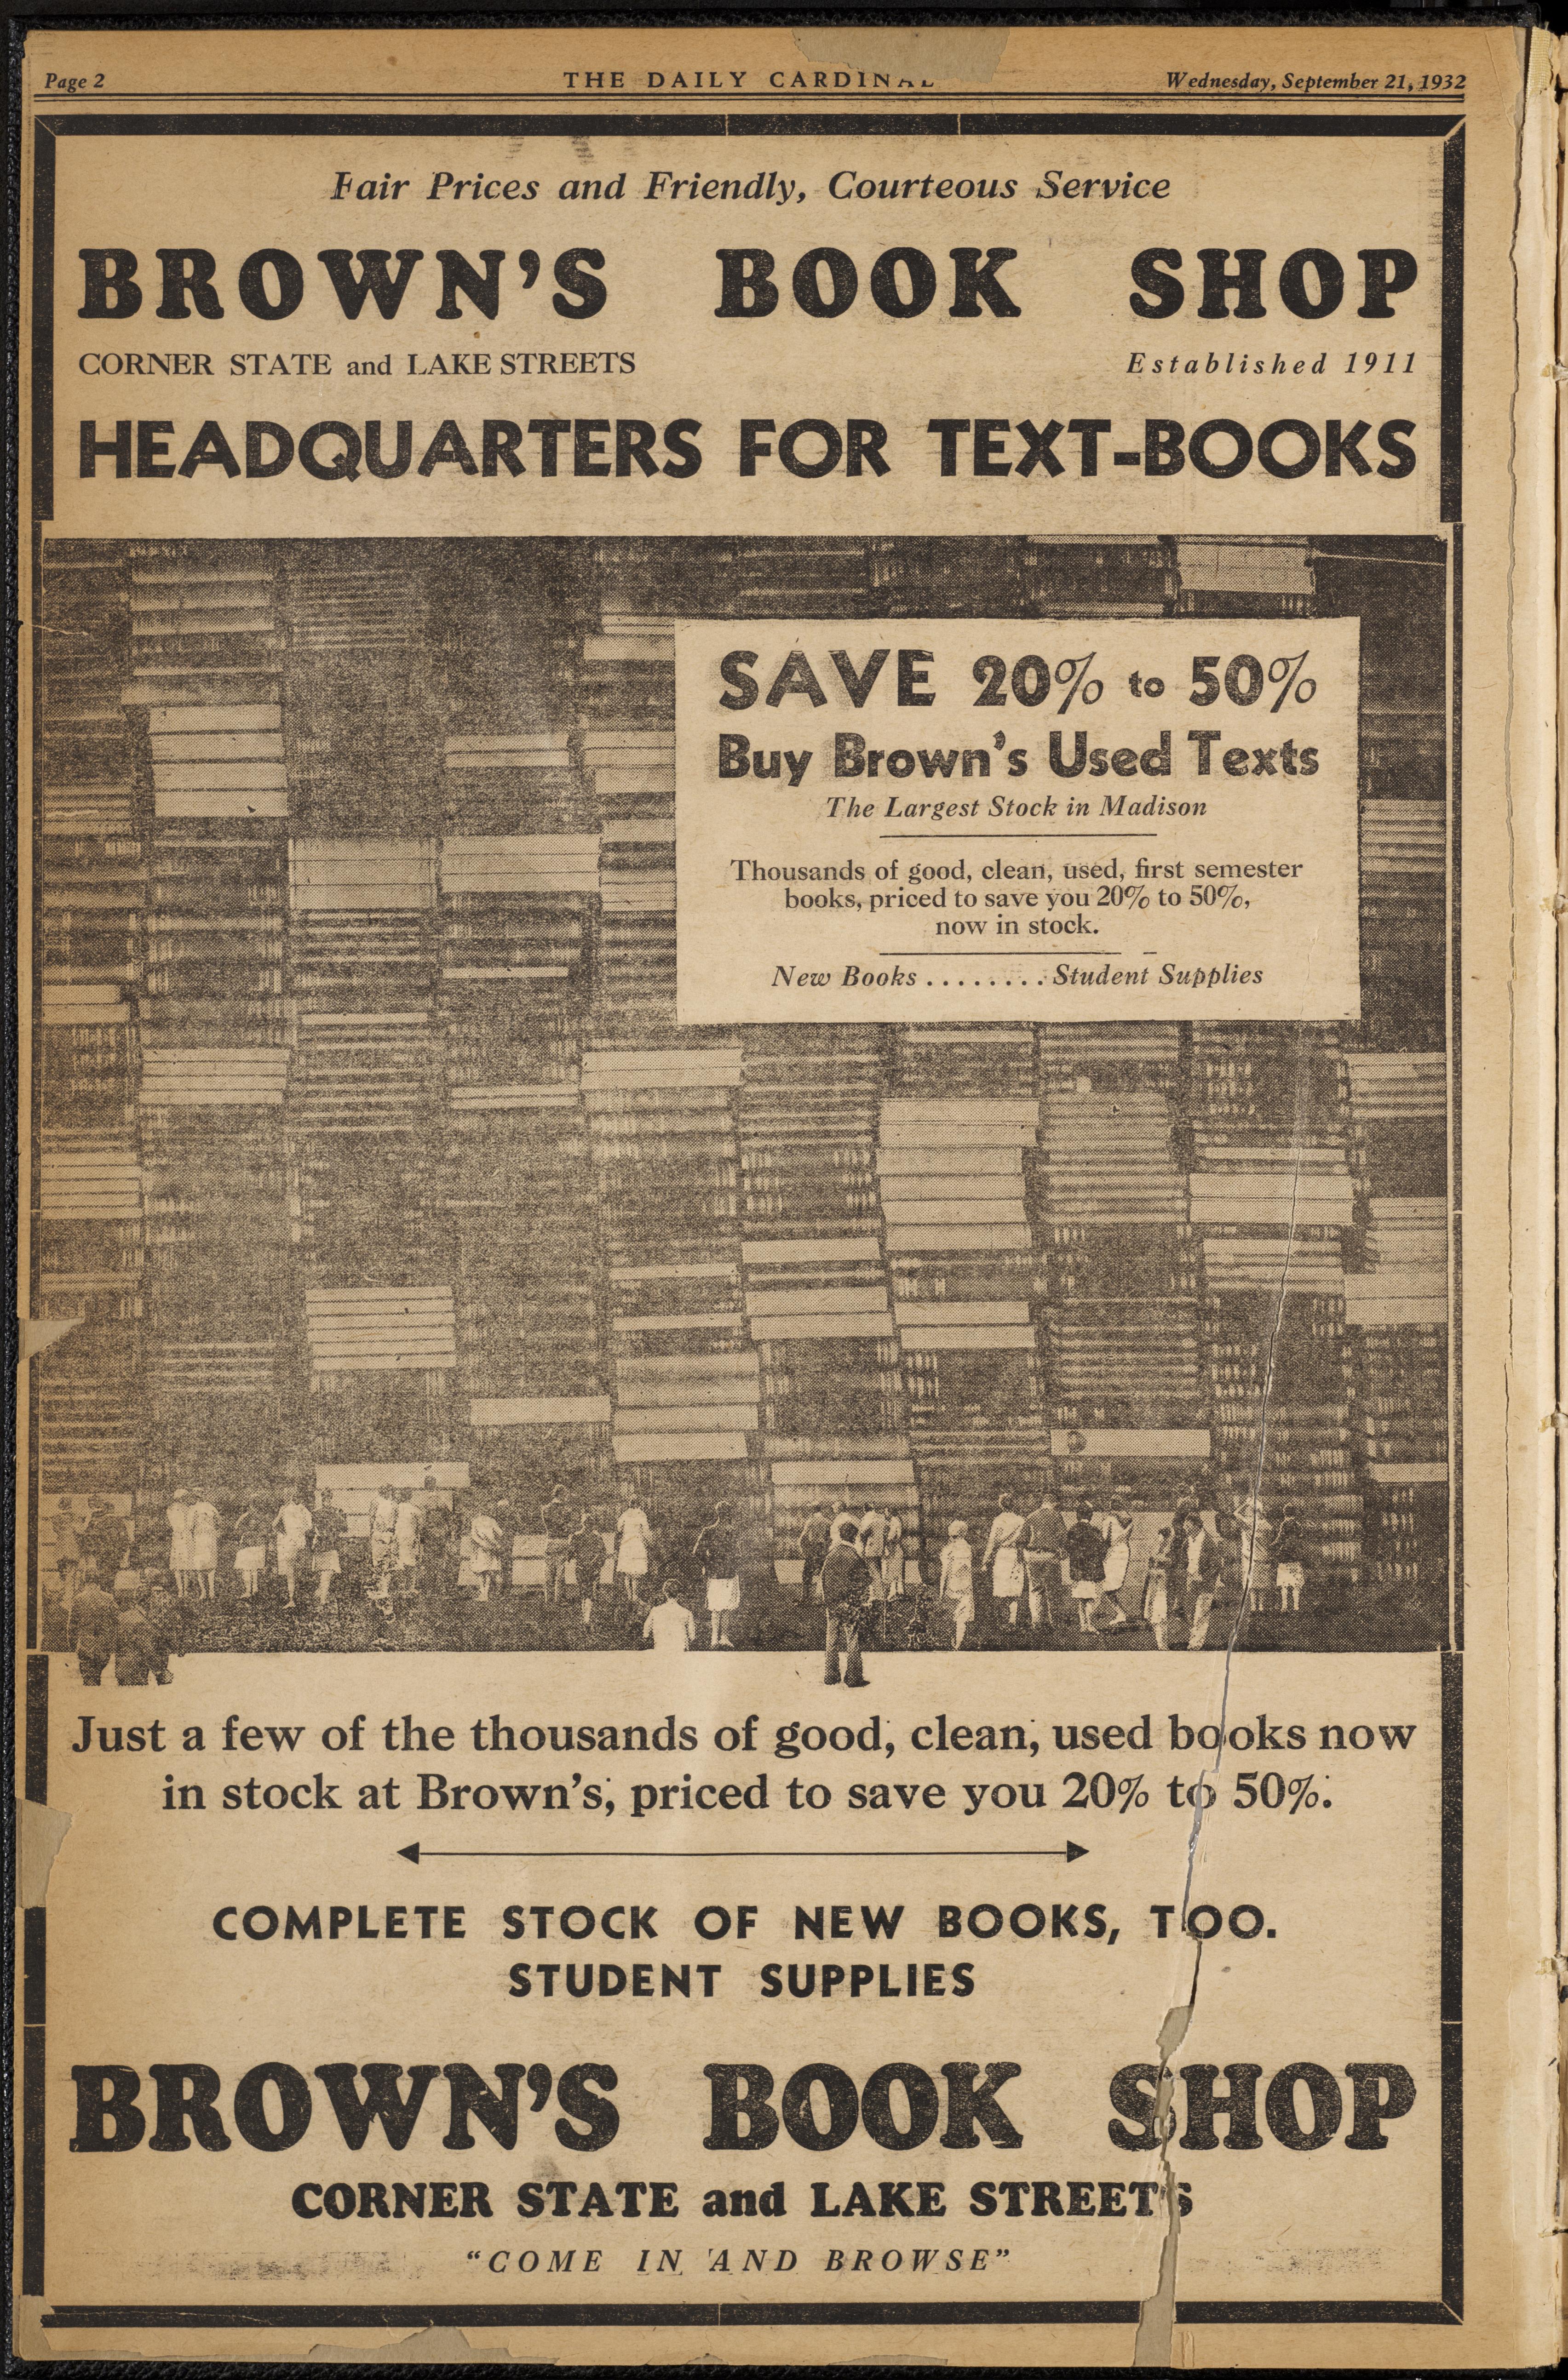 Page 2
THE DAILY CARDINAL
Wednesday, September 21, 1932
Fair Prices and Friendly, Courteous Service
BROWN'S BOOK SHOP
CORNER STATE and LAKE STREETS
Established 1911
HEADQUARTERS FOR TEXT-BOOKS
SAVE 20% to 50%
Buy Brown's Used Texts
The Largest Stock in Madison
Thousands of good, clean, used, first semester
books, priced to save you 20% to 50%,
now in stock.
New Books ........ Student Supplies
Just a few of the thousands of good, clean, used books now
in stock at Brown's, priced to save you 20% to 50%.
COMPLETE STOCK OF NEW BOOKS, TOO.
STUDENT SUPPLIES
BROWN'S BOOK SHOP
CORNER STATE and LAKE STREETS
"COME IN AND BROWSE"